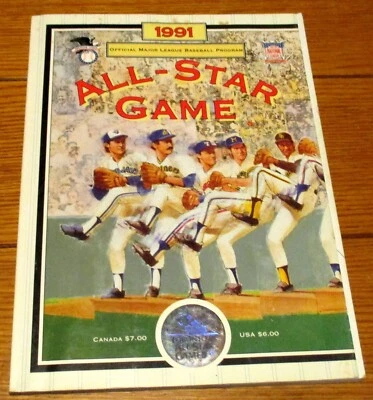 1991
OFFICIAL MAJOR LEAGUE BASEBALL PROGRAM
ALL-STAR
GAME
CANADA $7.00
USA $6.00